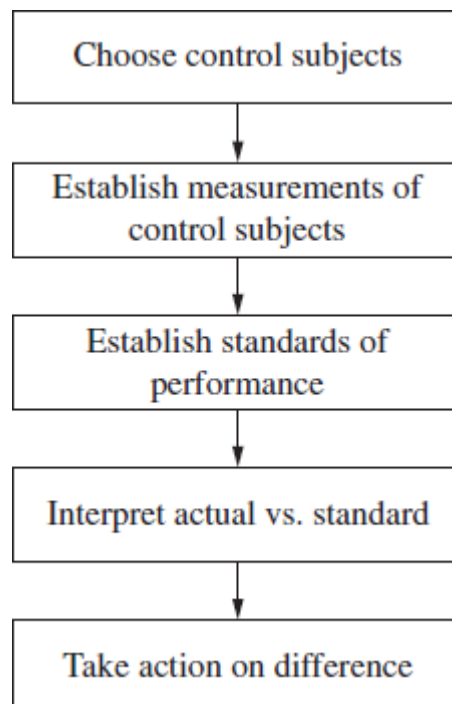 Choose control subjects
Establish measurements of
control subjects
Establish standards of
performance
Interpret actual vs. standard
Take action on difference